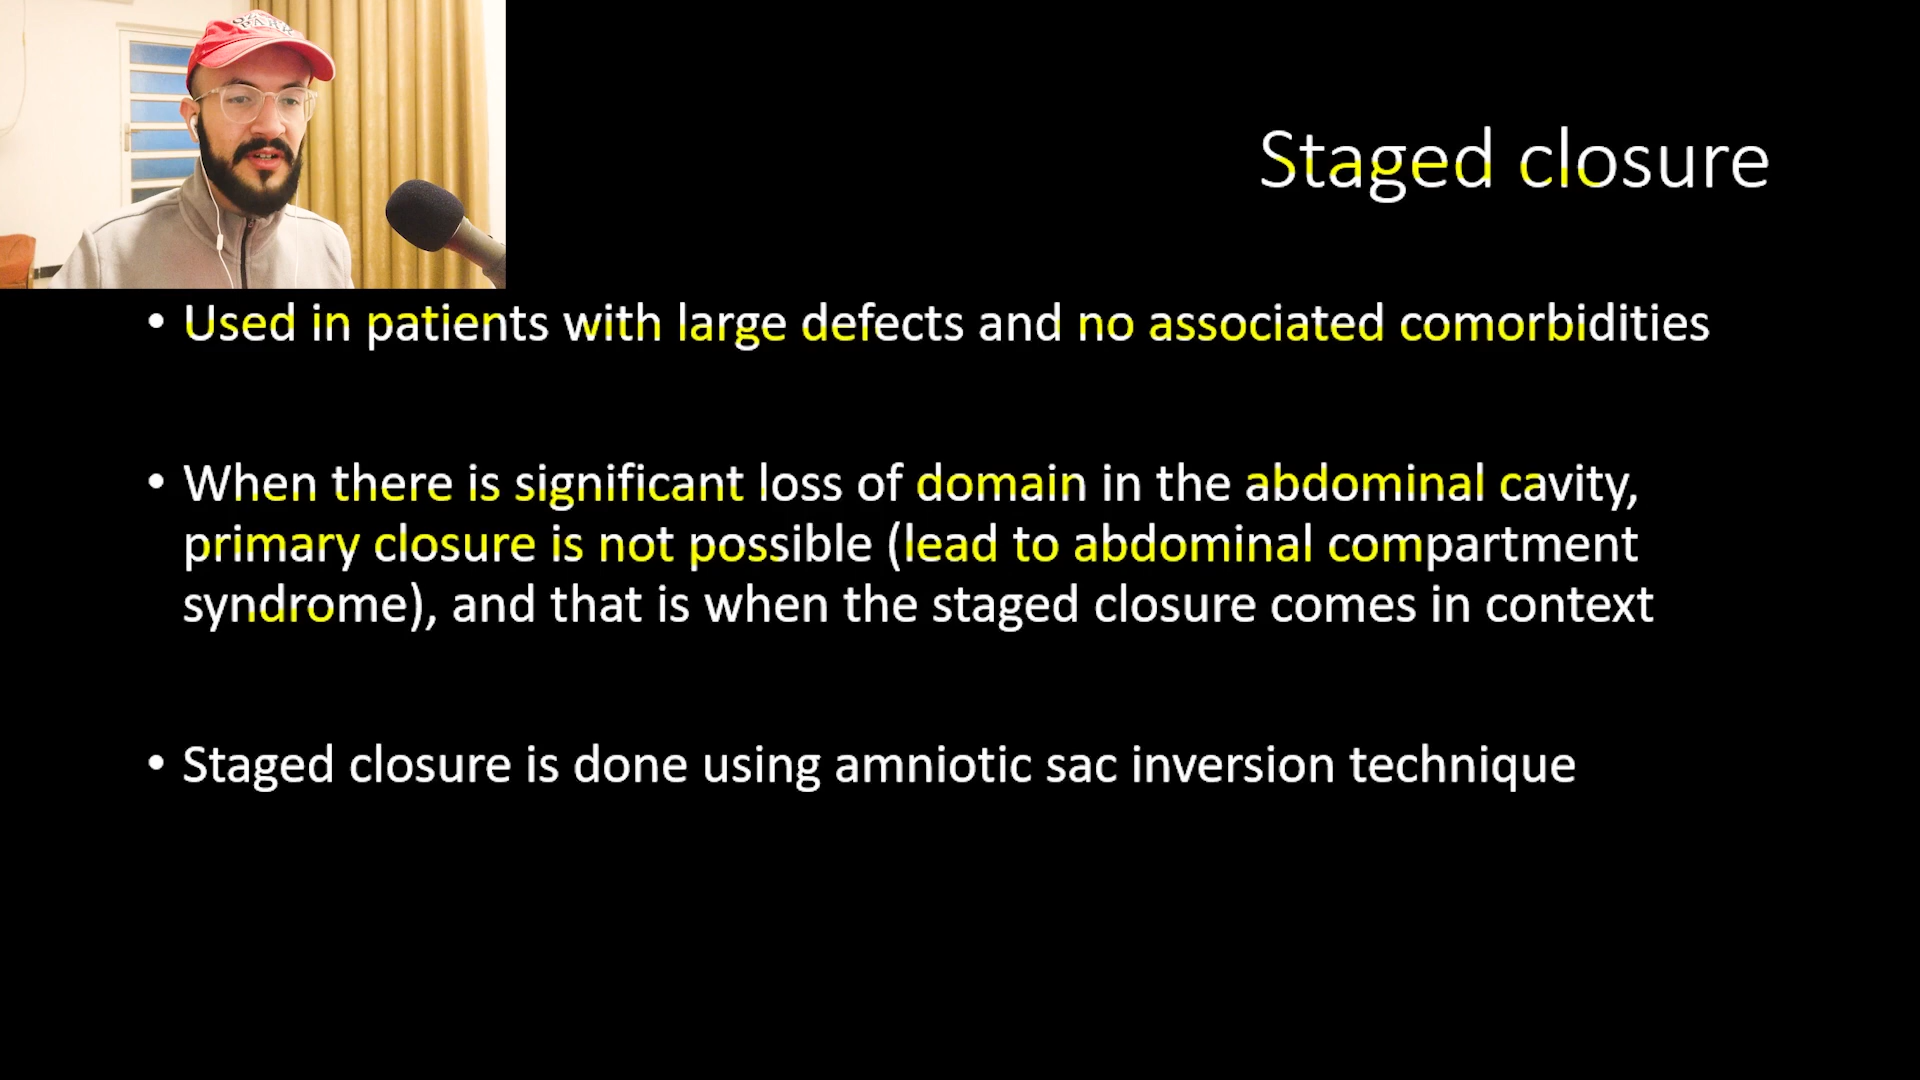 Staged closure
• Used in patients with large defects and no associated comorbidities
• When there is significant loss of domain in the abdominal cavity,
primary closure is not possible (lead to abdominal compartment
syndrome), and that is when the staged closure comes in context
• Staged closure is done using amniotic sac inversion technique